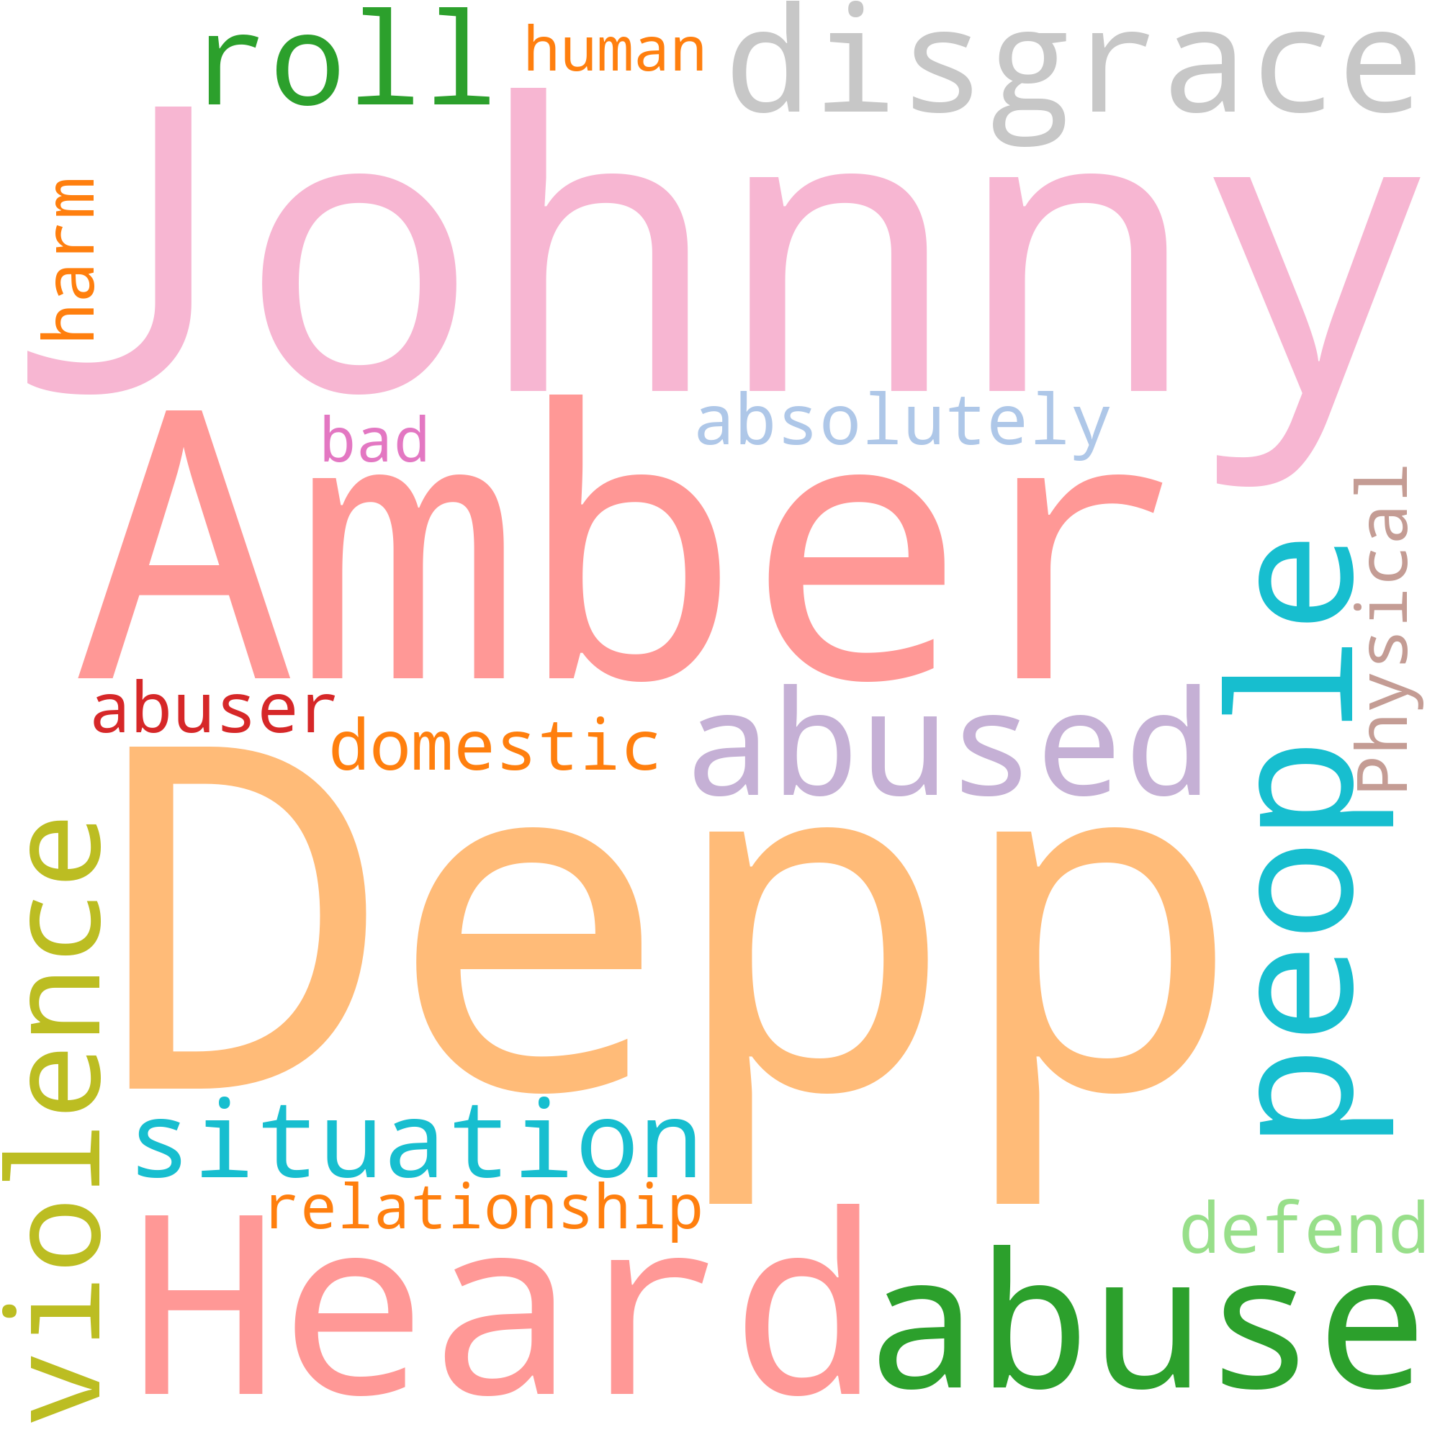 roll
human
disgrace
Johnny
harm
Amber
bad
absolutely
Physical
people
abuser
domestic
abused
Depp
violence
situation
relationship
Heard
defend
abuse